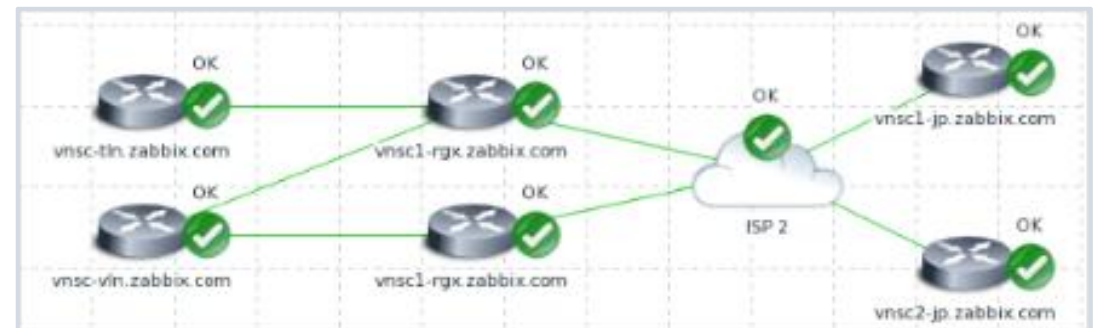 OK
vnsc-tln.zabbix.com
OK
vnsc1-rgx.zabbix.com
OK
ISP 2
OK
vnsc1-jp.zabbix.com
OK
vnsc-vln.zabbix.com
OK
vnsc1-rgx.zabbix.com
OK
vnsc2-jp.zabbix.com